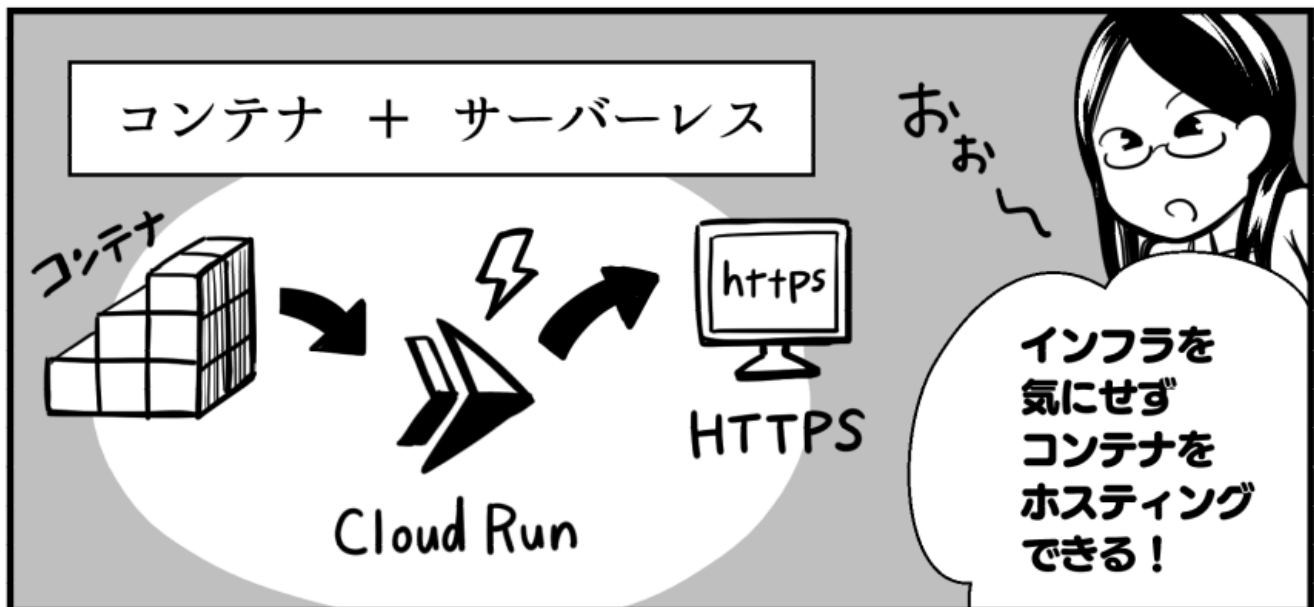 コンテナ + サーバーレス
おぉ〜
コンテナ
https
HTTPS
Cloud Run
インフラを
気にせず
コンテナを
ホスティング
できる！